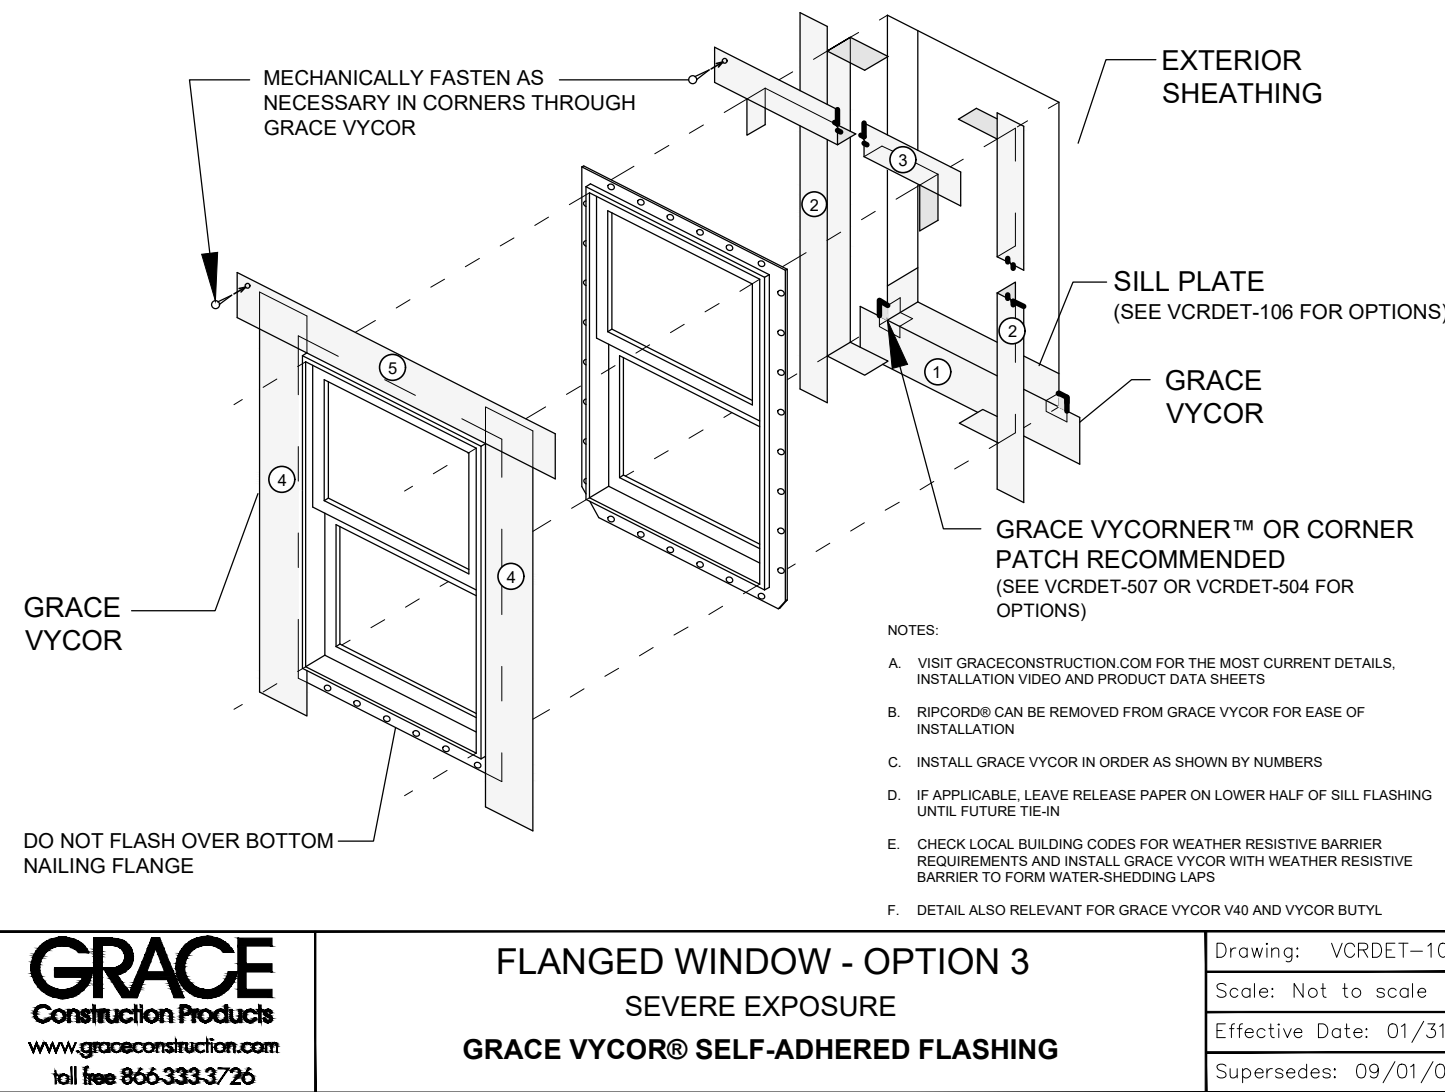 MECHANICALLY FASTEN AS
NECESSARY IN CORNERS THROUGH
GRACE VYCOR
EXTERIOR
SHEATHING
2
3
SILL PLATE
(SEE VCRDET-106 FOR OPTIONS)
2
1
5
GRACE
VYCOR
4
4
GRACE VYCORNER™ OR CORNER
PATCH RECOMMENDED
(SEE VCRDET-507 OR VCRDET-504 FOR
OPTIONS)
GRACE
VYCOR
DO NOT FLASH OVER BOTTOM
NAILING FLANGE
NOTES:
A. VISIT GRACECONSTRUCTION.COM FOR THE MOST CURRENT DETAILS,
INSTALLATION VIDEO AND PRODUCT DATA SHEETS
B. RIPCORD® CAN BE REMOVED FROM GRACE VYCOR FOR EASE OF
INSTALLATION
C. INSTALL GRACE VYCOR IN ORDER AS SHOWN BY NUMBERS
D. IF APPLICABLE, LEAVE RELEASE PAPER ON LOWER HALF OF SILL FLASHING
UNTIL FUTURE TIE-IN
E. CHECK LOCAL BUILDING CODES FOR WEATHER RESISTIVE BARRIER
REQUIREMENTS AND INSTALL GRACE VYCOR WITH WEATHER RESISTIVE
BARRIER TO FORM WATER-SHEDDING LAPS
F. DETAIL ALSO RELEVANT FOR GRACE VYCOR V40 AND VYCOR BUTYL
GRACE
Construction Products
www.graceconstruction.com
toll free 866-333-3726
FLANGED WINDOW - OPTION 3
SEVERE EXPOSURE
GRACE VYCOR® SELF-ADHERED FLASHING
Drawing: VCRDET-10
Scale: Not to scale
Effective Date: 01/31
Supersedes: 09/01/0